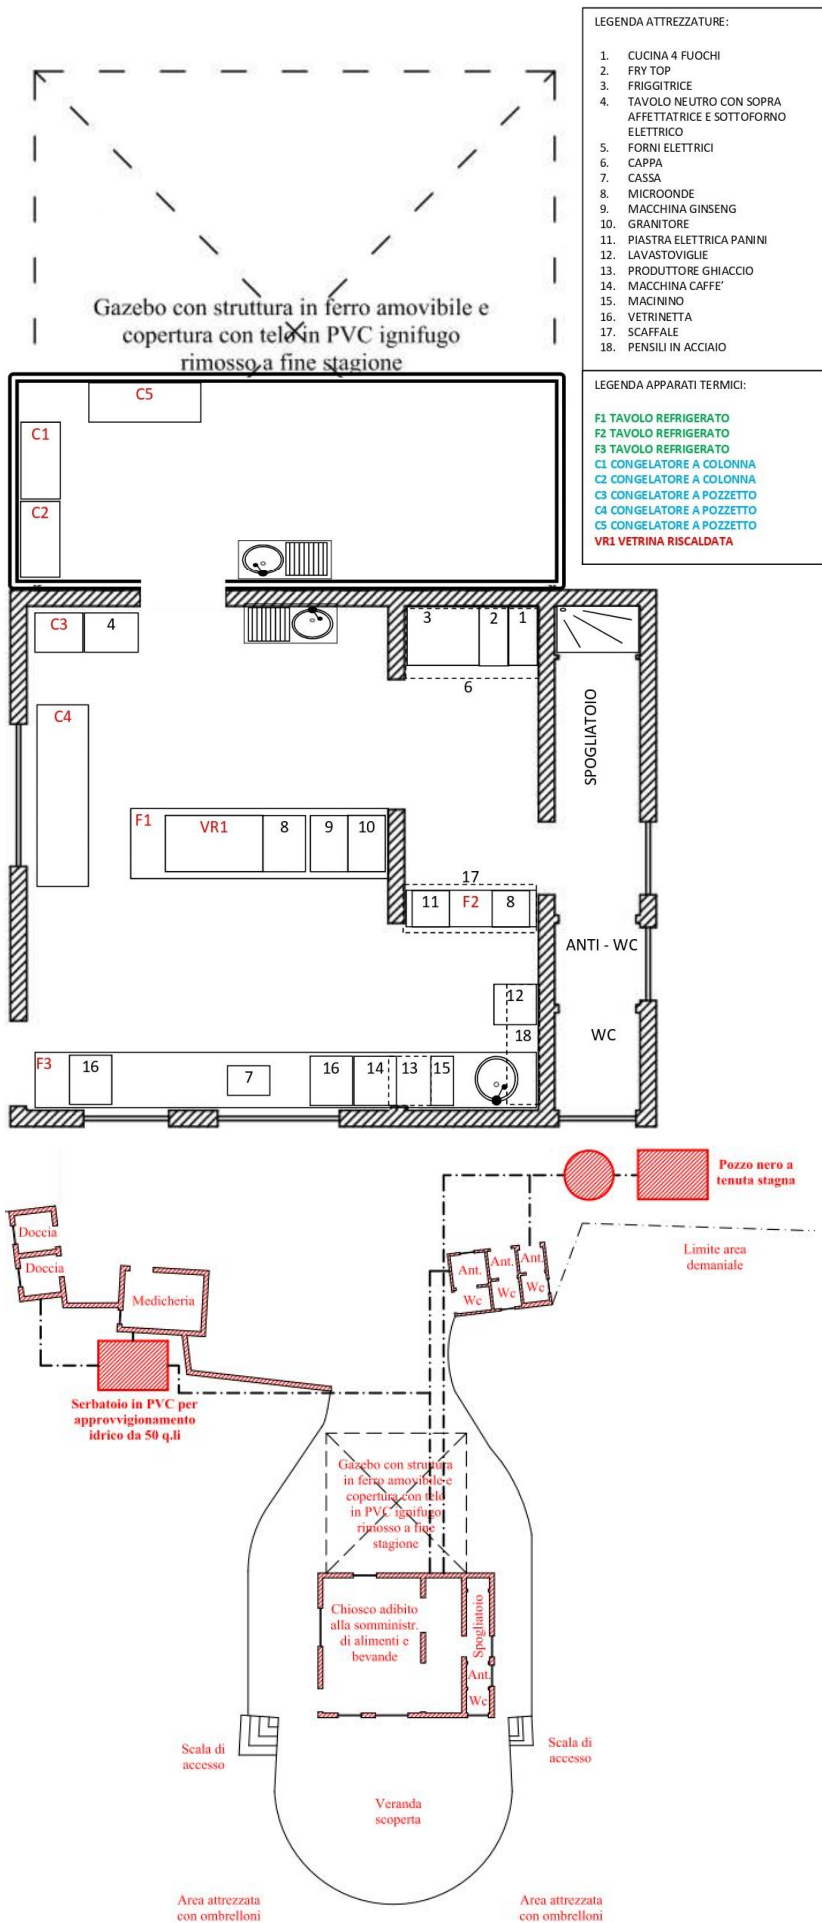 LEGENDA ATTREZZATURE:
1. CUCINA 4 FUOCHI
2. FRY TOP
3. FRIGGITRICE
4. TAVOLO NEUTRO CON SOPRA
AFFETTATRICE E SOTTOFORNO
ELETTRICO
5. FORNI ELETTRICI
6. CAPPA
7. CASSA
8. MICROONDE
9. MACCHINA GINSENG
10. GRANITORE
11. PIASTRA ELETTRICA PANINI
12. LAVASTOVIGLIE
13. PRODUTTORE GHIACCIO
14. MACCHINA CAFFE’
15. MACININO
16. VETRINETTA
17. SCAFFALE
18. PENSILI IN ACCIAIO
LEGENDA APPARATI TERMICI:
F1 TAVOLO REFRIGERATO
F2 TAVOLO REFRIGERATO
F3 TAVOLO REFRIGERATO
C1 CONGELATORE A COLONNA
C2 CONGELATORE A COLONNA
C3 CONGELATORE A POZZETTO
C4 CONGELATORE A POZZETTO
C5 CONGELATORE A POZZETTO
VR1 VETRINA RISCALDATA
Gazebo con struttura in ferro amovibile e
copertura con telo in PVC ignifugo
rimosso a fine stagione
C5
C1
C2
C3 4
3 2 1
6
SPOGLIATOIO
C4
F1 VR1 8 9 10
17
11 F2 8
ANTI - WC
12
18
WC
F3 16 7 16 14 13 15
Pozzo nero a
tenuta stagna
Limite area
demaniale
Doccia
Doccia
Medicheria
Ant. Ant. Ant.
Wc Wc Wc
Serbatoio in PVC per
approvvigionamento
idrico da 50 q.li
Gazebo con struttura
in ferro amovibile e
copertura con telo
in PVC ignifugo
rimosso a fine
stagione
Chiosco adibito
alla somministr.
di alimenti e
bevande
Spogliatoio
Ant.
Wc
Scala di
accesso
Scala di
accesso
Veranda
scoperta
Area attrezzata
con ombrelloni
Area attrezzata
con ombrelloni